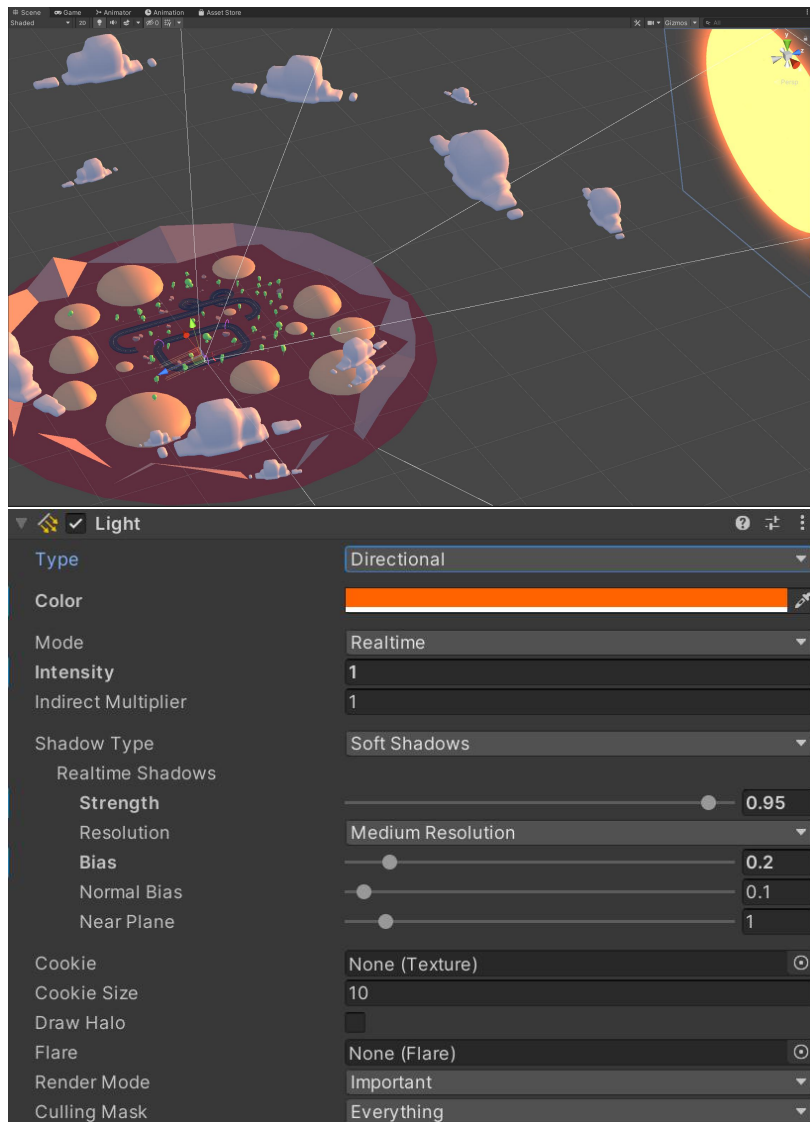 Scene Game Animator Animation Asset Store
Shaded 2D 0 Gizmos All
y
z
Persp
Light
Type Directional
Color
Mode Realtime
Intensity 1
Indirect Multiplier 1
Shadow Type Soft Shadows
Realtime Shadows
Strength 0.95
Resolution Medium Resolution
Bias 0.2
Normal Bias 0.1
Near Plane 1
Cookie None (Texture)
Cookie Size 10
Draw Halo
Flare None (Flare)
Render Mode Important
Culling Mask Everything